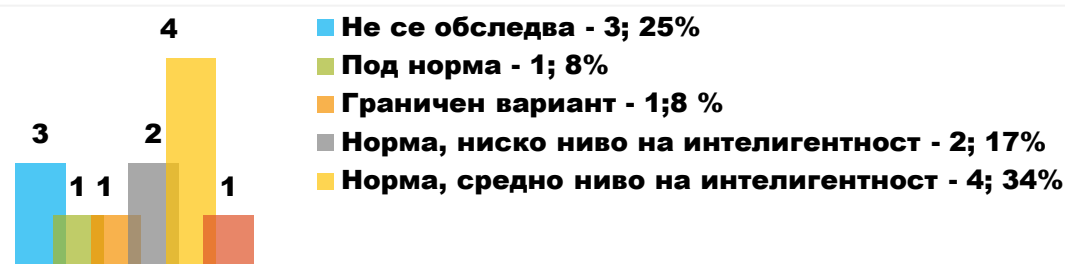 4
Не се обследва - 3; 25%
Под норма - 1; 8%
Граничен вариант - 1;8 %
3
2
Норма, ниско ниво на интелигентност - 2; 17%
1 1
1
Норма, средно ниво на интелигентност - 4; 34%